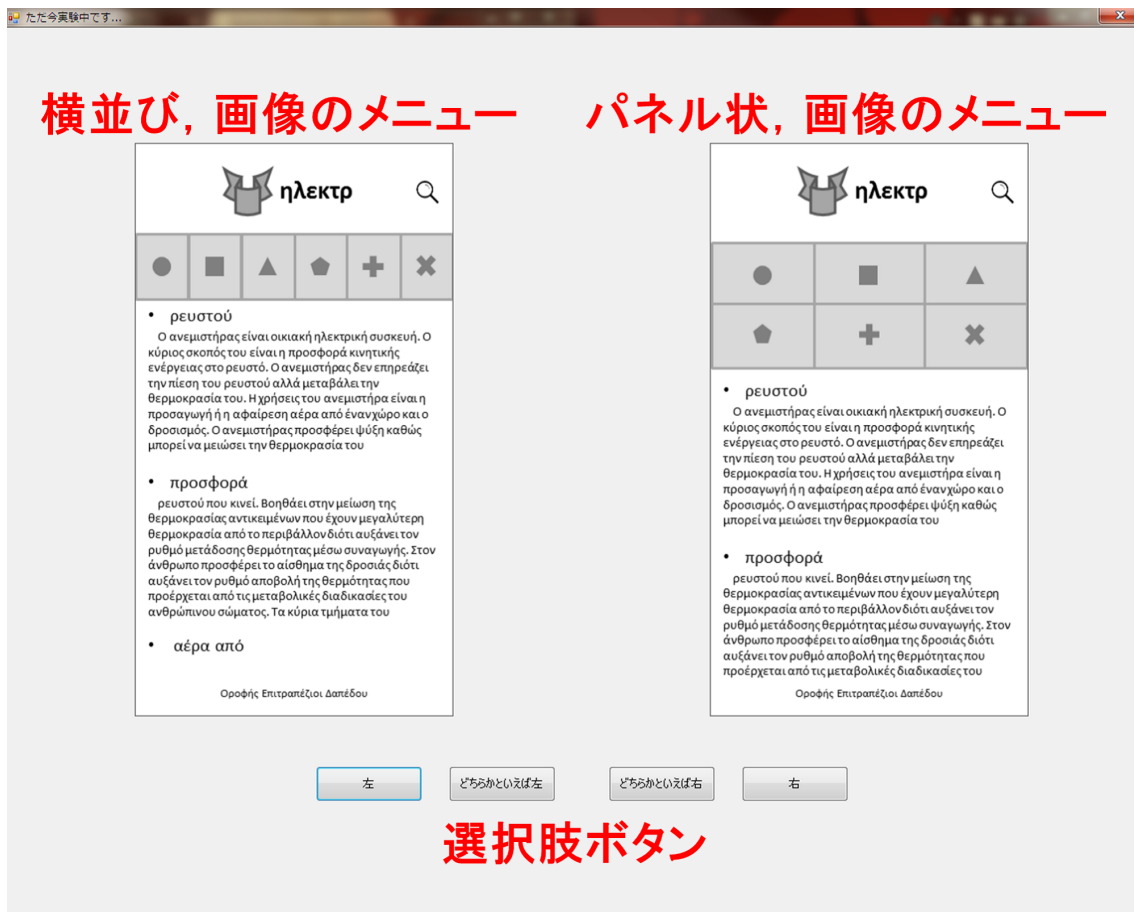 ただ今実験中です...
横並び, 画像のメニュー
パネル状, 画像のメニュー
ηλεκτρ
• ρευστού
Ο ανεμιστήρας είναι οικιακή ηλεκτρική συσκευή. Ο
κύριος σκοπός του είναι η προσφορά κινητικής
ενέργειας στο ρευστό. Ο ανεμιστήρας δεν επηρεάζει
την πίεση του ρευστού αλλά μεταβάλει την
θερμοκρασία του. Η χρήσεις του ανεμιστήρα είναι η
προσαγωγή ή η αφαίρεση αέρα από έναν χώρο και ο
δροσισμός. Ο ανεμιστήρας προσφέρει ψύξη καθώς
μπορεί να μειώσει την θερμοκρασία του
• προσφορά
ρευστού που κινεί. Βοηθάει στην μείωση της
θερμοκρασίας αντικειμένων που έχουν μεγαλύτερη
θερμοκρασία από το περιβάλλον διότι αυξάνει τον
ρυθμό μετάδοσης θερμότητας μέσω συναγωγής. Στον
άνθρωπο προσφέρει το αίσθημα της δροσιάς διότι
αυξάνει τον ρυθμό αποβολή της θερμότητας που
προέρχεται από τις μεταβολικές διαδικασίες του
ανθρώπινου σώματος. Τα κύρια τμήματα του
• αέρα από
Οροφής Επιτραπέζιοι Δαπέδου
ηλεκτρ
• ρευστού
Ο ανεμιστήρας είναι οικιακή ηλεκτρική συσκευή. Ο
κύριος σκοπός του είναι η προσφορά κινητικής
ενέργειας στο ρευστό. Ο ανεμιστήρας δεν επηρεάζει
την πίεση του ρευστού αλλά μεταβάλει την
θερμοκρασία του. Η χρήσεις του ανεμιστήρα είναι η
προσαγωγή ή η αφαίρεση αέρα από έναν χώρο και ο
δροσισμός. Ο ανεμιστήρας προσφέρει ψύξη καθώς
μπορεί να μειώσει την θερμοκρασία του
• προσφορά
ρευστού που κινεί. Βοηθάει στην μείωση της
θερμοκρασίας αντικειμένων που έχουν μεγαλύτερη
θερμοκρασία από το περιβάλλον διότι αυξάνει τον
ρυθμό μετάδοσης θερμότητας μέσω συναγωγής. Στον
άνθρωπο προσφέρει το αίσθημα της δροσιάς διότι
αυξάνει τον ρυθμό αποβολή της θερμότητας που
προέρχεται από τις μεταβολικές διαδικασίες του
Οροφής Επιτραπέζιοι Δαπέδου
左
どちらかといえば左
どちらかといえば右
右
選択肢ボタン